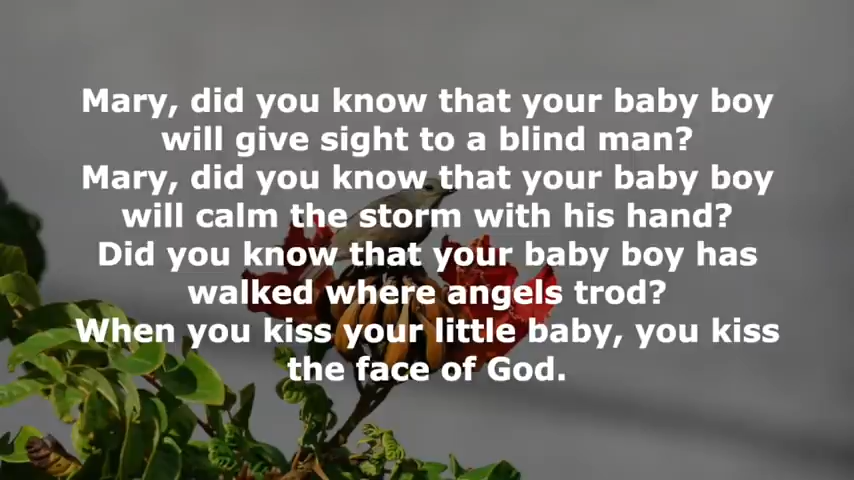 Mary, did you know that your baby boy
will give sight to a blind man?
Mary, did you know that your baby boy
will calm the storm with his hand?
Did you know that your baby boy has
walked where angels trod?
When you kiss your little baby, you kiss
the face of God.